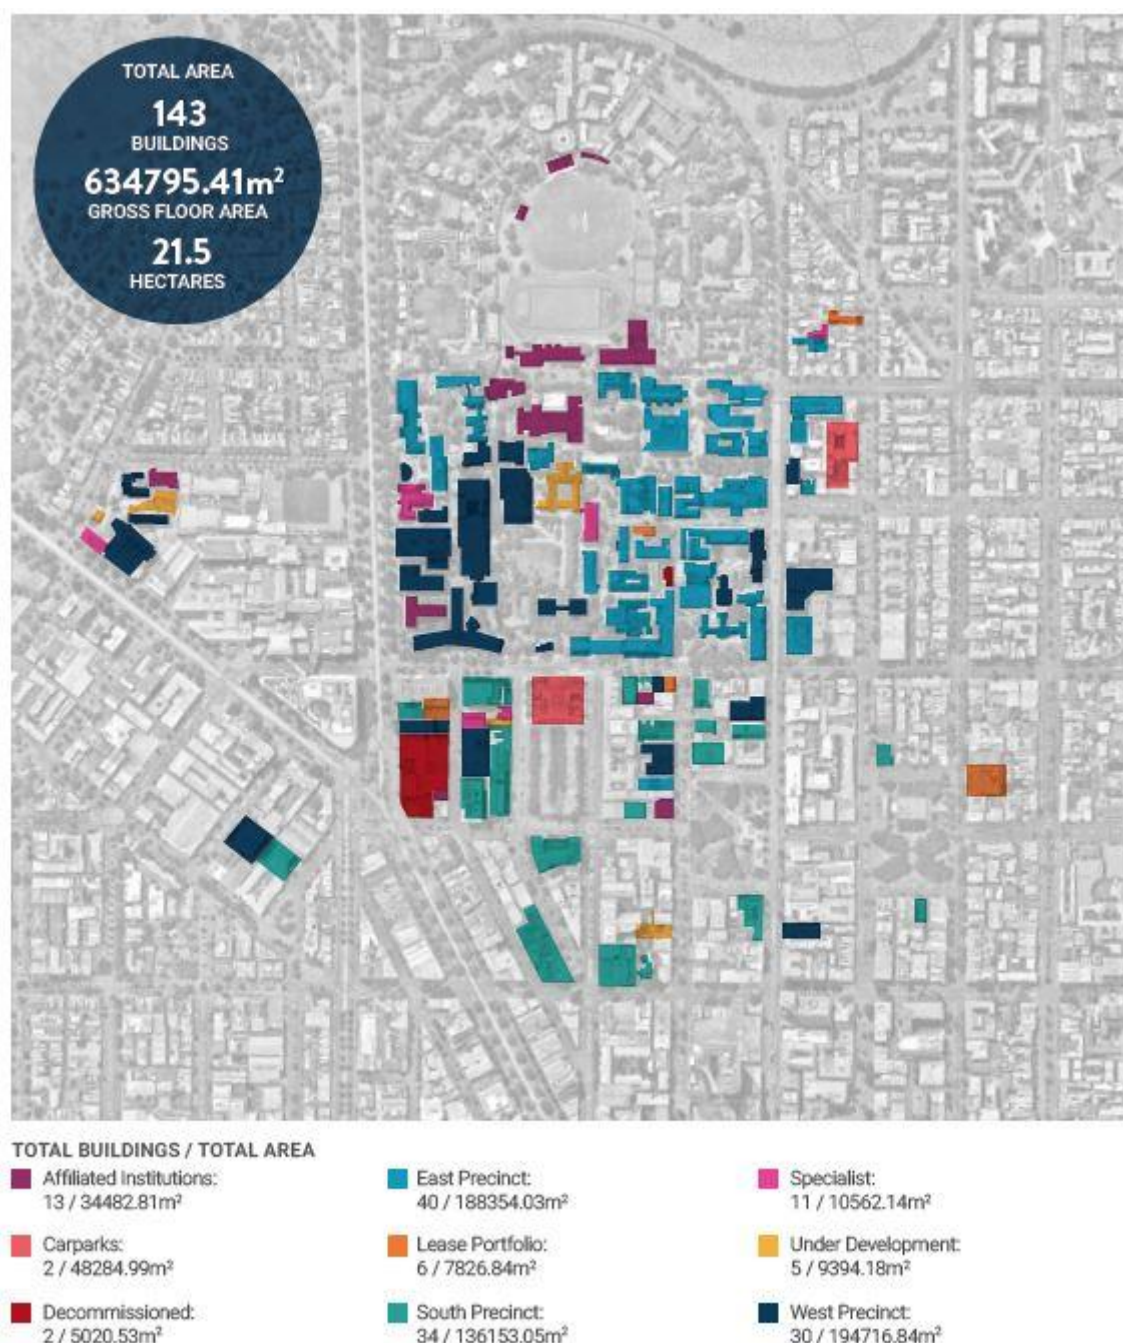 TOTAL AREA
143
BUILDINGS
634795.41m²
GROSS FLOOR AREA
21.5
HECTARES
TOTAL BUILDINGS / TOTAL AREA
Affiliated Institutions:
13 / 34482.81m²
Carparks:
2 / 48284.99m²
Decommissioned:
2 / 5020.53m²
East Precinct:
40 / 188354.03m²
Lease Portfolio:
6 / 7826.84m²
South Precinct:
34 / 136153.05m²
Specialist:
11 / 10562.14m²
Under Development:
5 / 9394.18m²
West Precinct:
30 / 194716.84m²